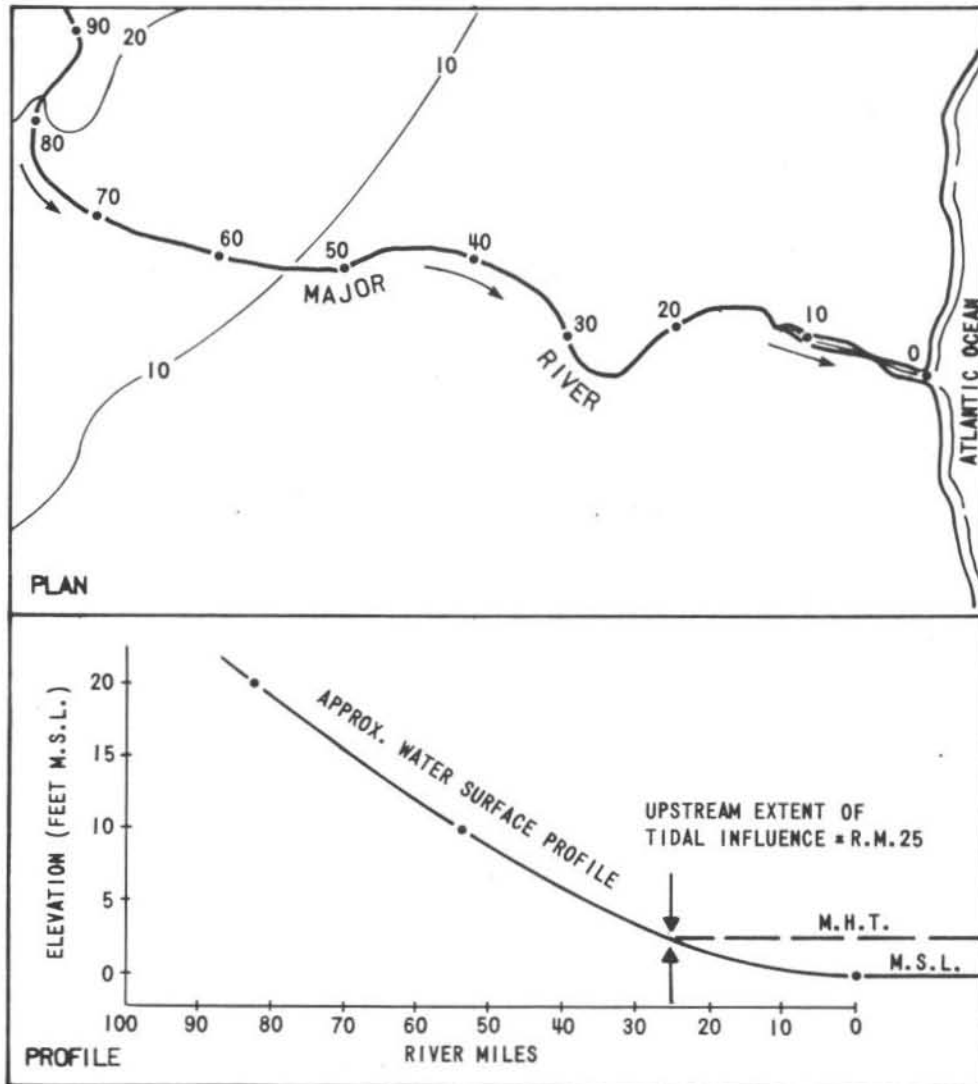 90
20
10
80
70
60
50
40
30
20
10
0
MAJOR
RIVER
10
ATLANTIC OCEAN
PLAN
ELEVATION (FEET M.S.L.)
20
15
10
5
0
APPROX. WATER SURFACE PROFILE
UPSTREAM EXTENT OF
TIDAL INFLUENCE = R.M.25
M.H.T.
M.S.L.
100 90 80 70 60 50 40 30 20 10 0
RIVER MILES
PROFILE